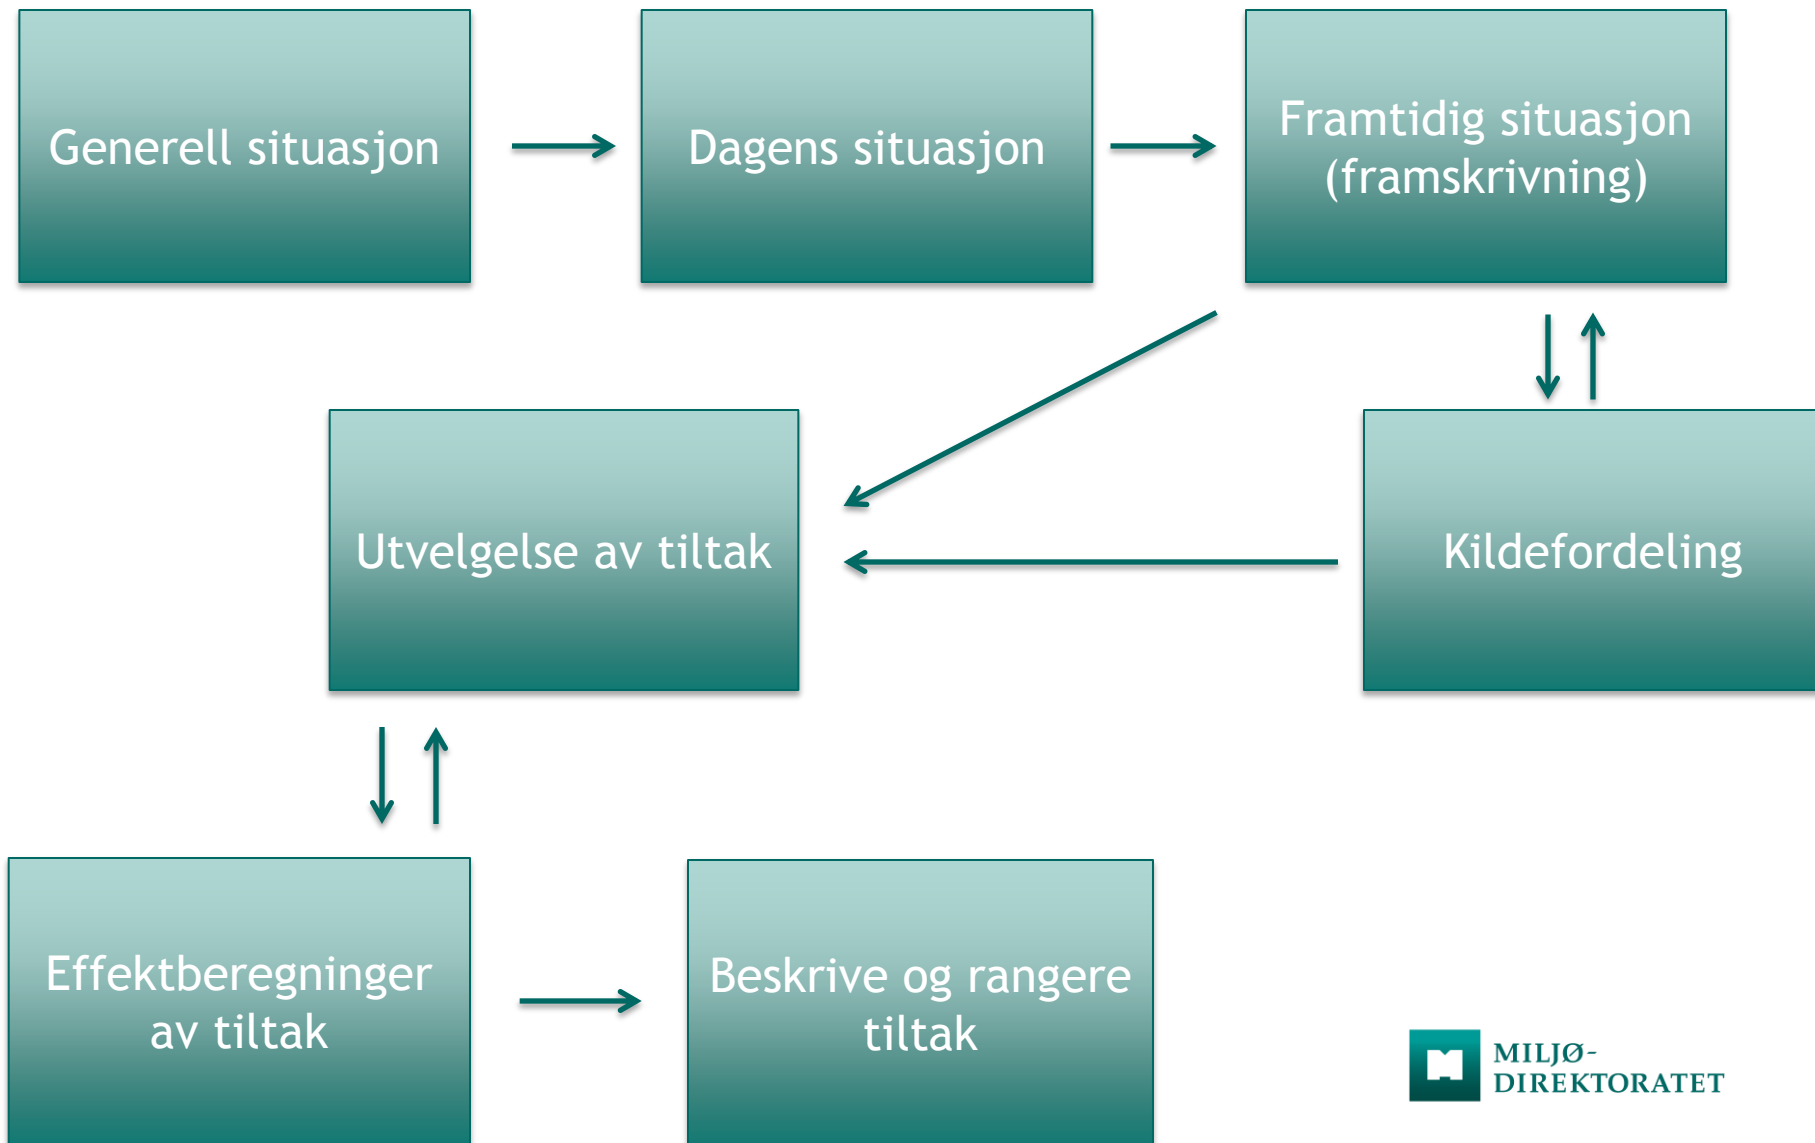 Generell situasjon
Dagens situasjon
Framtidig situasjon
(framskrivning)
Utvelgelse av tiltak
Kildefordeling
Effektberegninger
av tiltak
Beskrive og rangere
tiltak
MILJØ-
DIREKTORATET